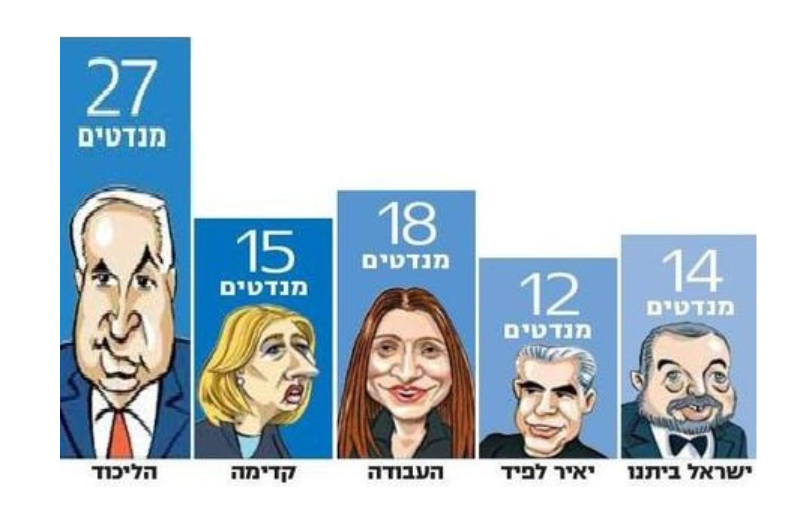 27
מנדטים
15
מנדטים
18
מנדטים
12
מנדטים
14
מנדטים
הליכוד
קדימה
העבודה
יאיר לפיד
ישראל ביתנו